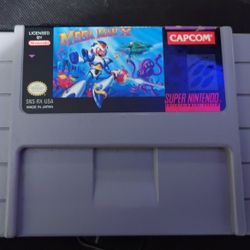 LICENSED BY
Nintendo
MEGA MAN X
CAPCOM
SNS-RX USA
MADE IN JAPAN
SUPER NINTENDO